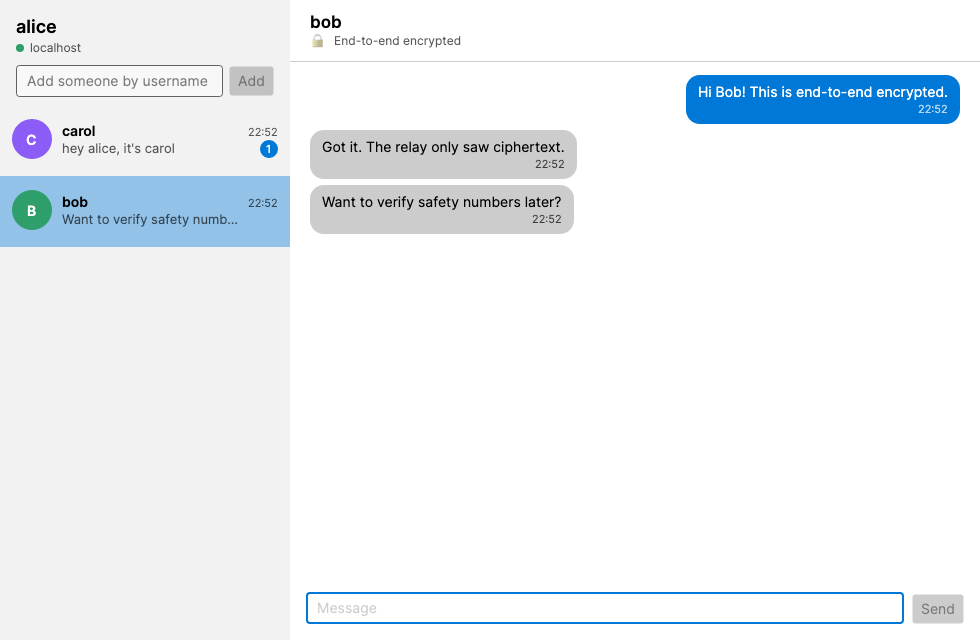 alice
localhost
Add someone by username
Add
C
carol
22:52
hey alice, it's carol
1
B
bob
22:52
Want to verify safety numb...
bob
End-to-end encrypted
Hi Bob! This is end-to-end encrypted.
22:52
Got it. The relay only saw ciphertext.
22:52
Want to verify safety numbers later?
22:52
Message
Send